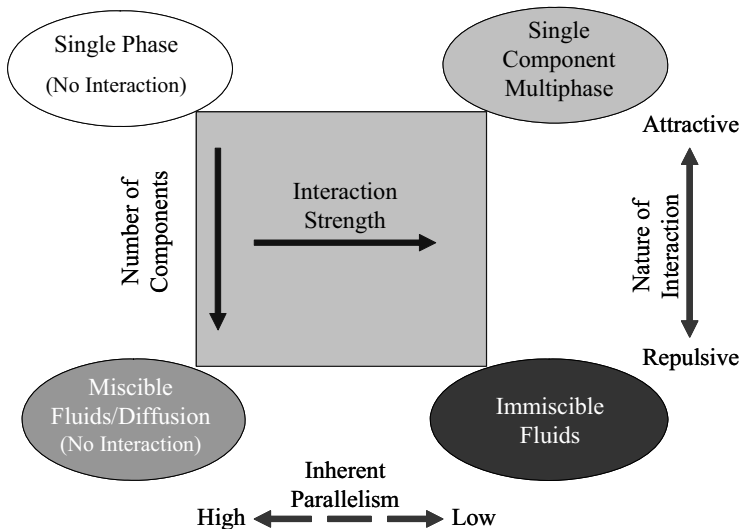 Single Phase
(No Interaction)
Single
Component
Multiphase
Attractive
Number of
Components
Interaction
Strength
Nature of
Interaction
Repulsive
Miscible
Fluids/Diffusion
(No Interaction)
Immiscible
Fluids
Inherent
Parallelism
High
Low